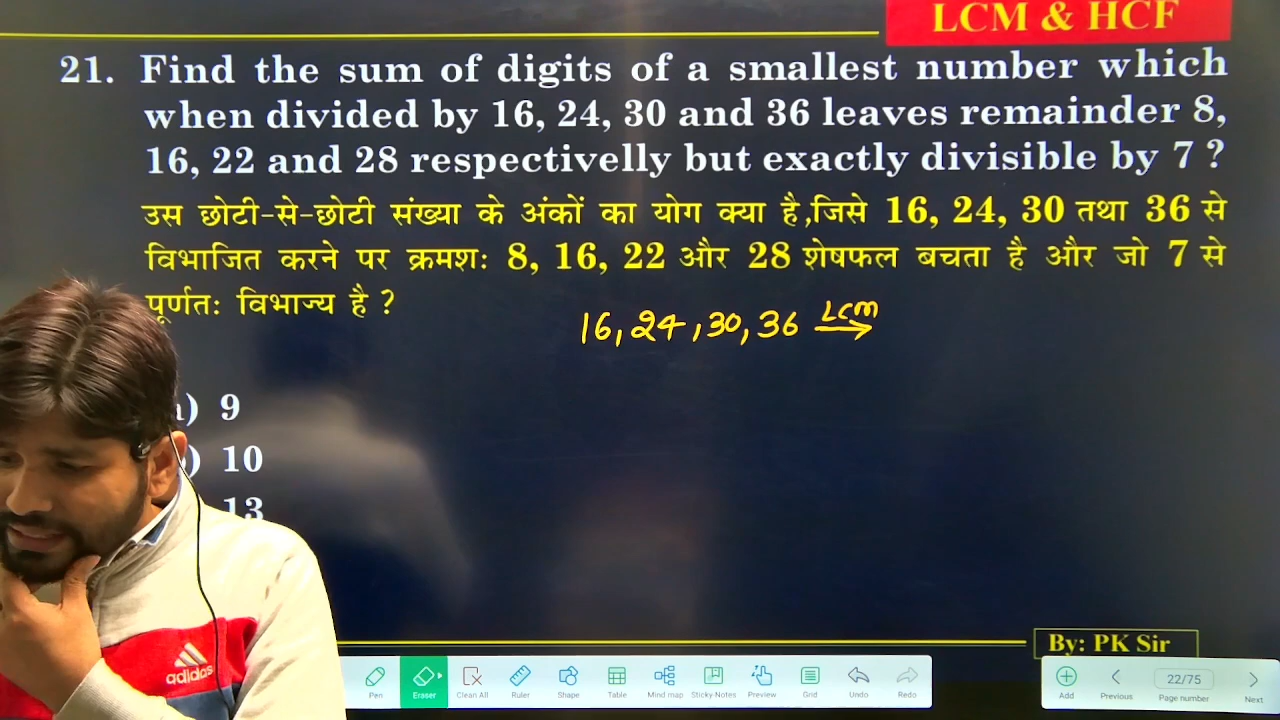 LCM & HCF
21. Find the sum of digits of a smallest number which
when divided by 16, 24, 30 and 36 leaves remainder 8,
16, 22 and 28 respectivelly but exactly divisible by 7 ?
उस छोटी-से-छोटी संख्या के अंकों का योग क्या है,जिसे 16, 24, 30 तथा 36 से
विभाजित करने पर क्रमशः 8, 16, 22 और 28 शेषफल बचता है और जो 7 से
पूर्णतः विभाज्य है ?
16, 24, 30, 36 LCM →
) 9
) 10
13
adidas
By: PK Sir
Pen Eraser Clean All Ruler Shape Table Mind map Sticky Notes Preview Grid Undo Redo
Add Previous 22/75 Page number Next